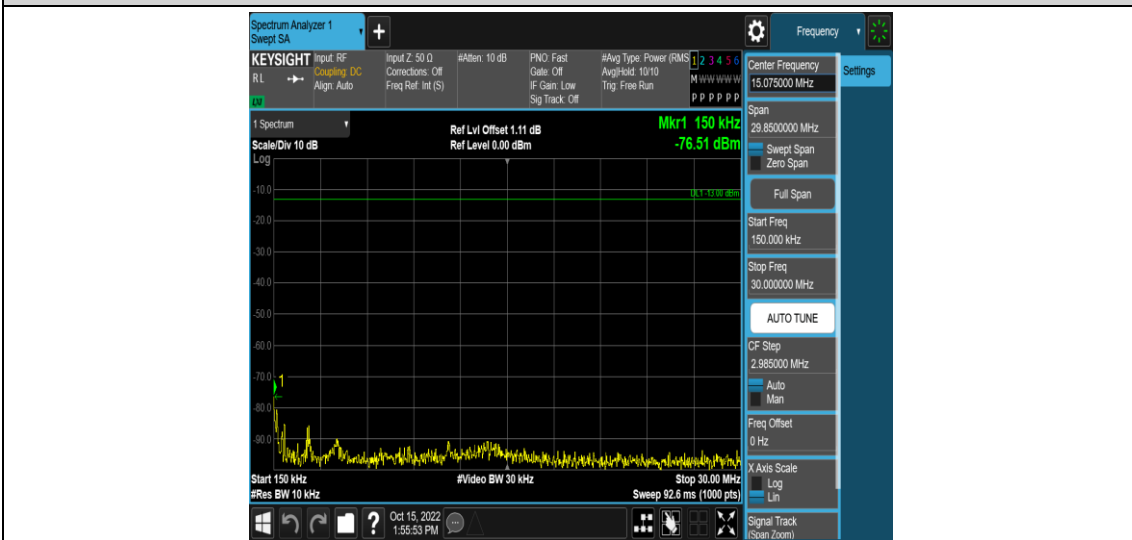 Spectrum Analyzer 1
Swept SA
+
Frequency
KEYSIGHT
RL
LXI
Input: RF
Coupling: DC
Align: Auto
Input Z: 50 Ω
Corrections: Off
Freq Ref: Int (S)
#Atten: 10 dB
PNO: Fast
Gate: Off
IF Gain: Low
Sig Track: Off
#Avg Type: Power (RMS
Avg|Hold: 10/10
Trig: Free Run
1 2 3 4 5 6
M W W W W W
P P P P P P
1 Spectrum
Scale/Div 10 dB
Ref Lvl Offset 1.11 dB
Ref Level 0.00 dBm
Mkr1 150 kHz
-76.51 dBm
Log
DL1 -13.00 dBm
-10.0
-20.0
-30.0
-40.0
-50.0
-60.0
-70.0
1
-80.0
-90.0
Start 150 kHz
#Video BW 30 kHz
Stop 30.00 MHz
#Res BW 10 kHz
Sweep 92.6 ms (1000 pts)
?
Oct 15, 2022
1:55:53 PM
Center Frequency
15.075000 MHz
Settings
Span
29.8500000 MHz
Swept Span
Zero Span
Full Span
Start Freq
150.000 kHz
Stop Freq
30.000000 MHz
AUTO TUNE
CF Step
2.985000 MHz
Auto
Man
Freq Offset
0 Hz
X Axis Scale
Log
Lin
Signal Track
(Span Zoom)